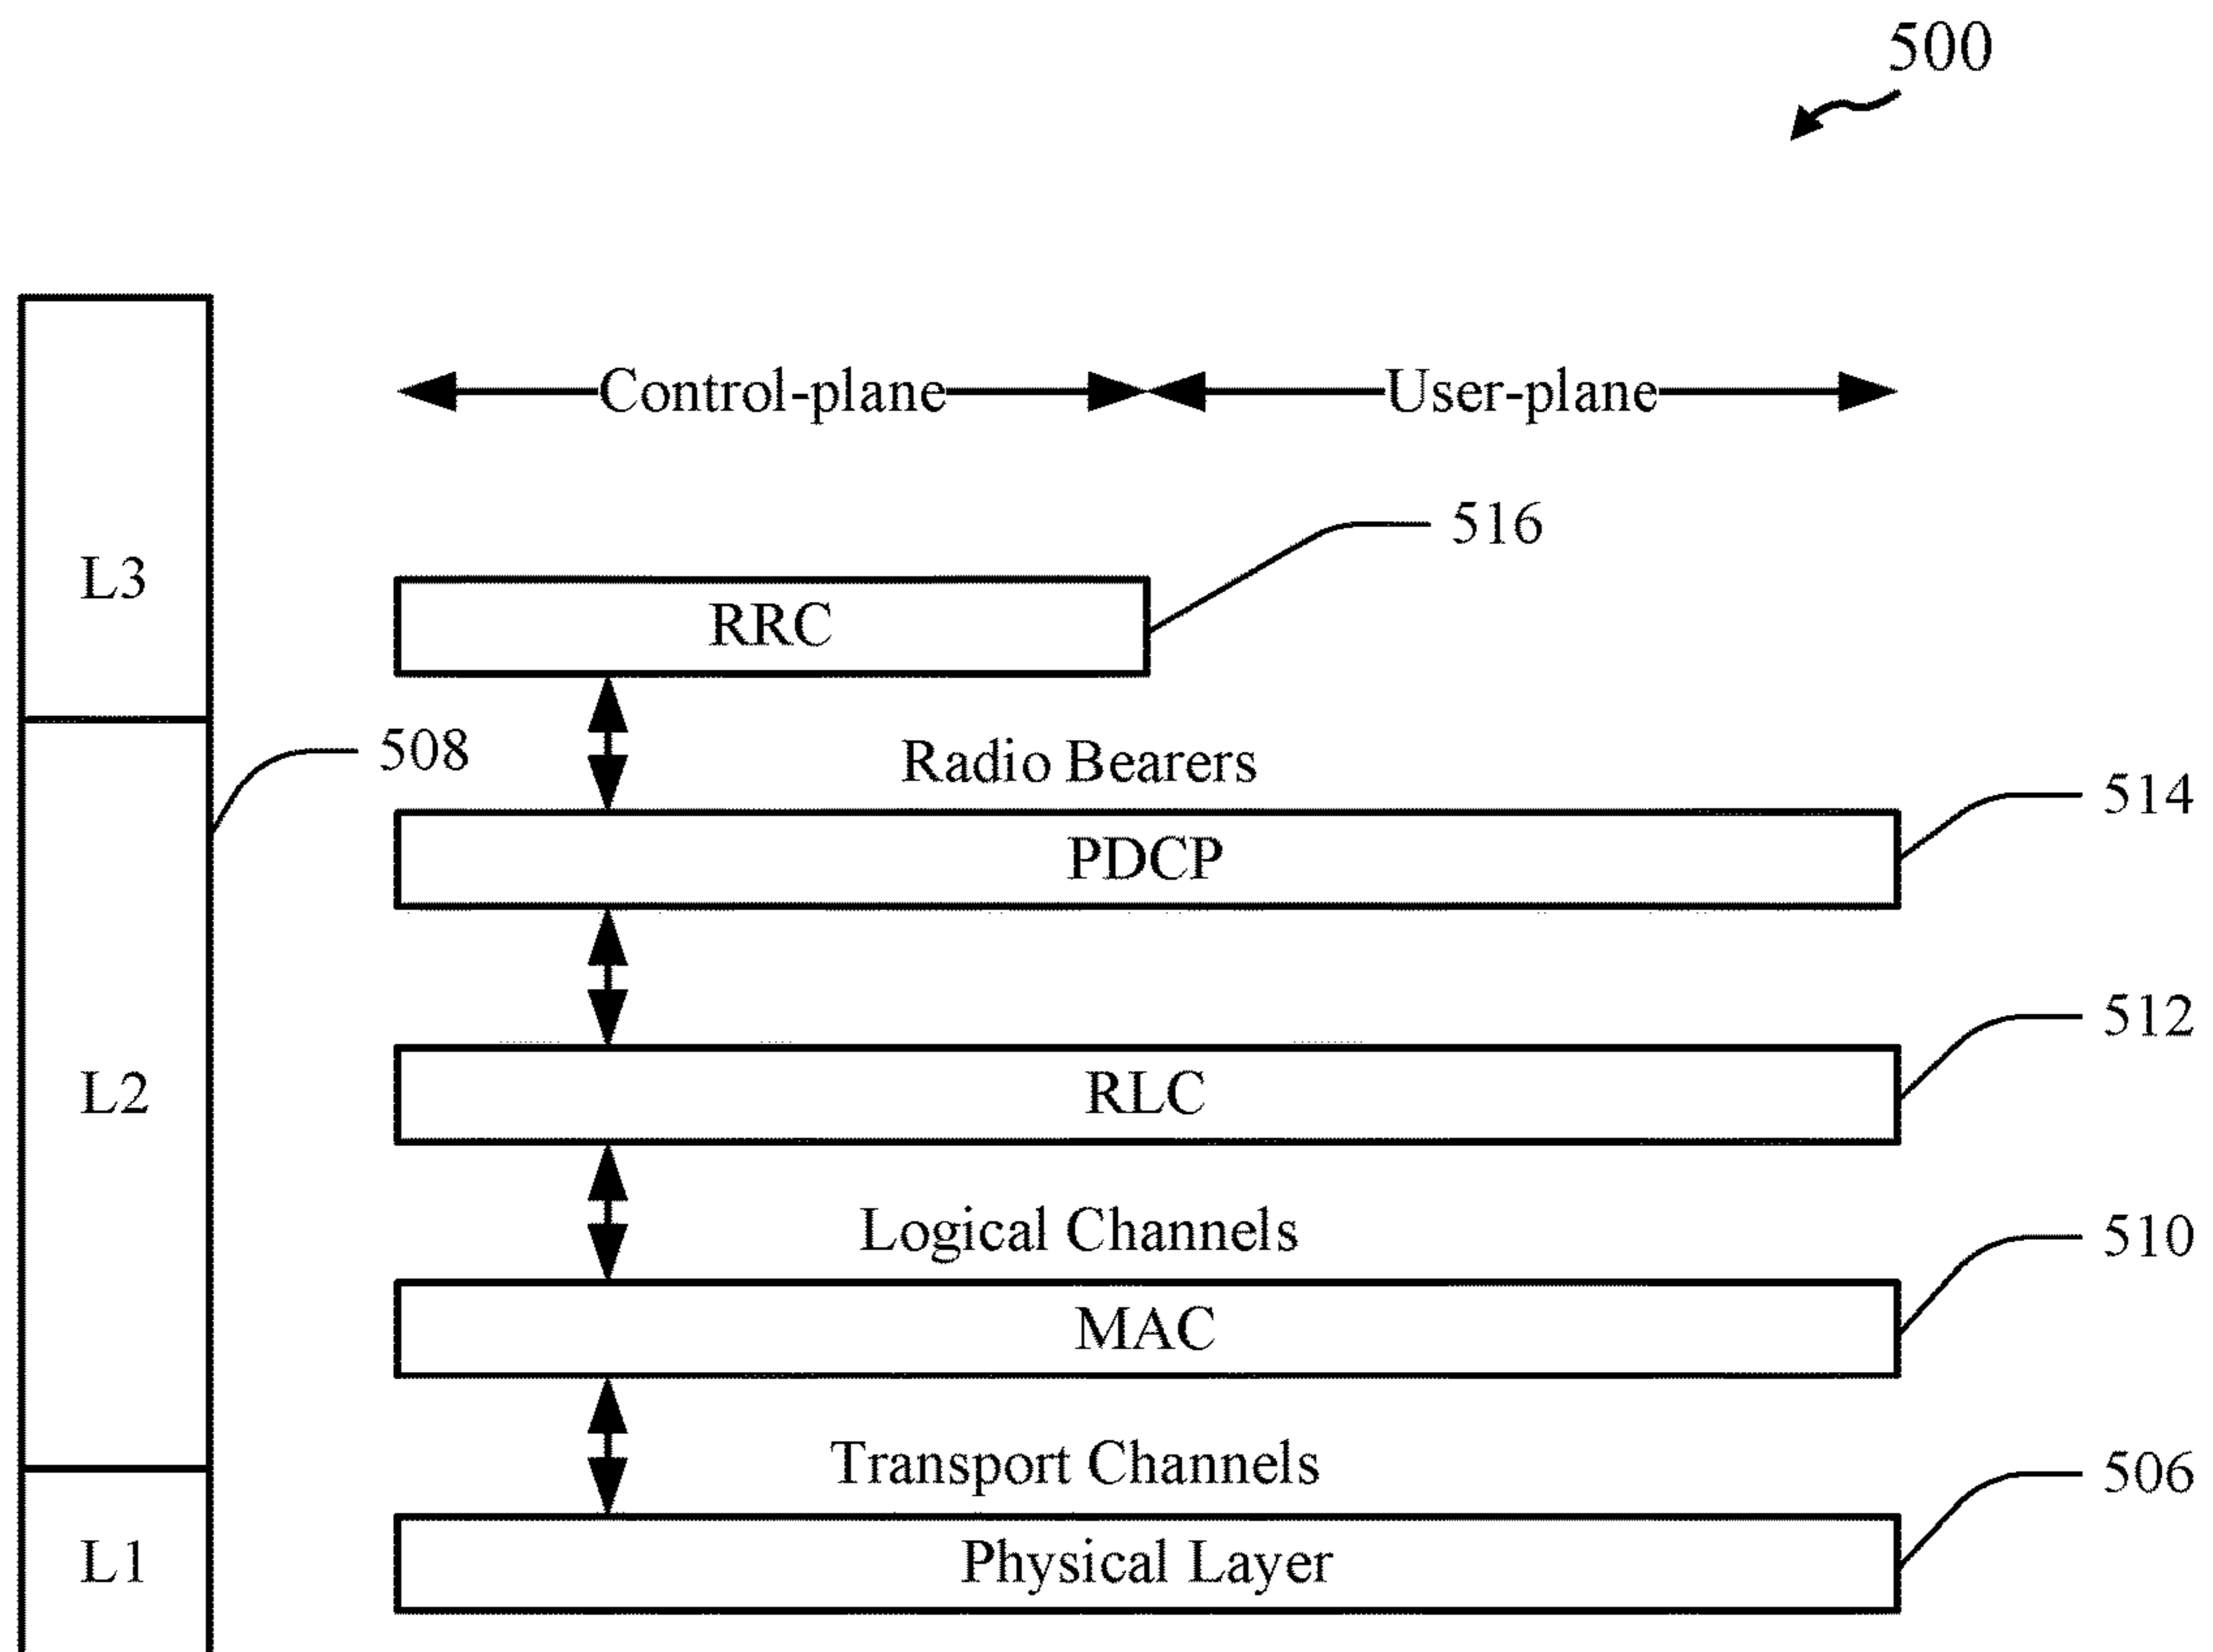 500
Control-plane User-plane
516
L3
RRC
508
Radio Bearers
514
PDCP
512
L2
RLC
Logical Channels
510
MAC
Transport Channels
506
L1
Physical Layer